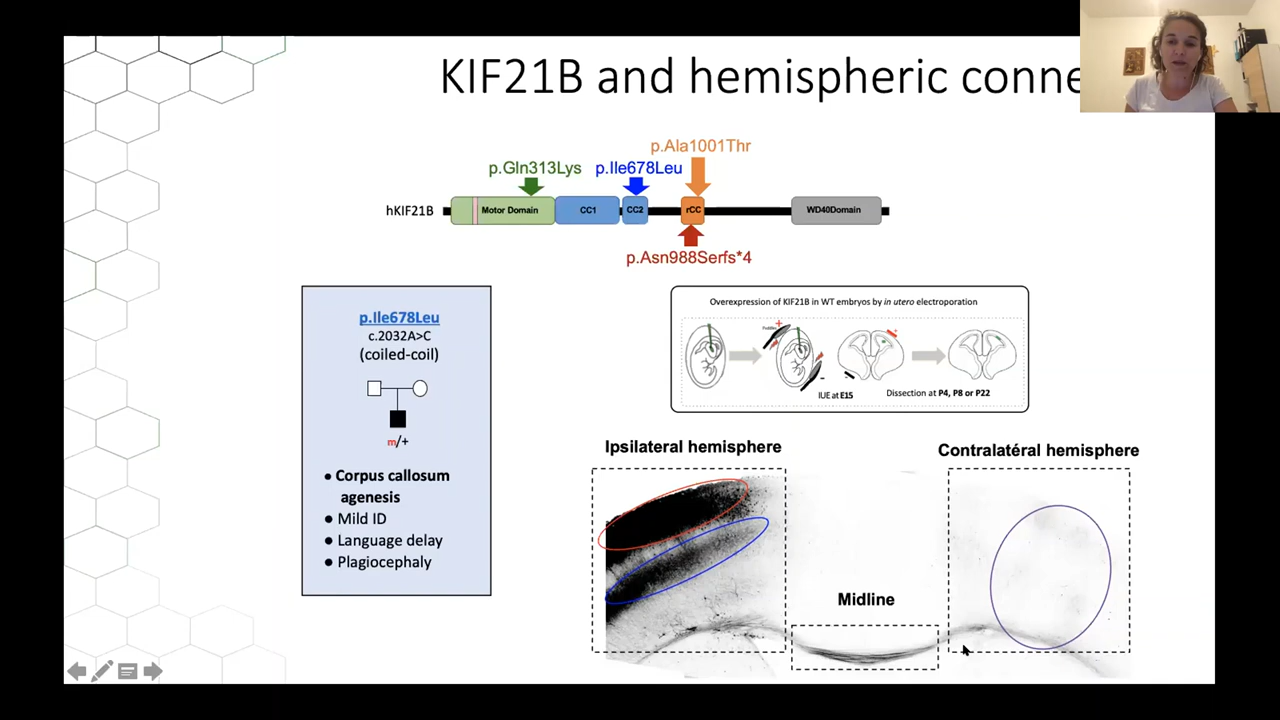 KIF21B and hemispheric conne
p.Ala1001Thr
p.Gln313Lys p.Ile678Leu
hKIF21B Motor Domain CC1 CC2 rCC WD40Domain
p.Asn988Serfs*4
p.Ile678Leu
c.2032A>C
(coiled-coil)
m/+
● Corpus callosum
agenesis
● Mild ID
● Language delay
● Plagiocephaly
Overexpression of KIF21B in WT embryos by in utero electroporation
IUE at E15
Dissection at P4, P8 or P22
Ipsilateral hemisphere
Contralatéral hemisphere
Midline